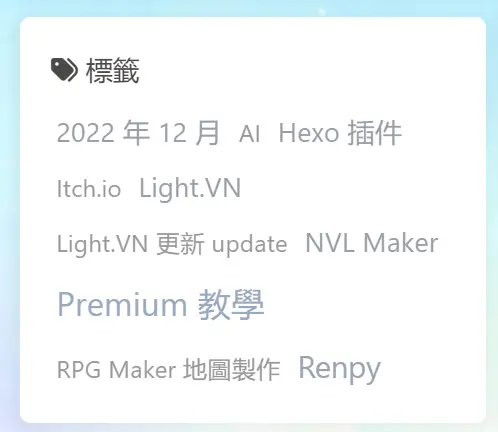 標籤
2022 年 12 月 AI Hexo 插件
Itch.io Light.VN
Light.VN 更新 update NVL Maker
Premium 教學
RPG Maker 地圖製作 Renpy